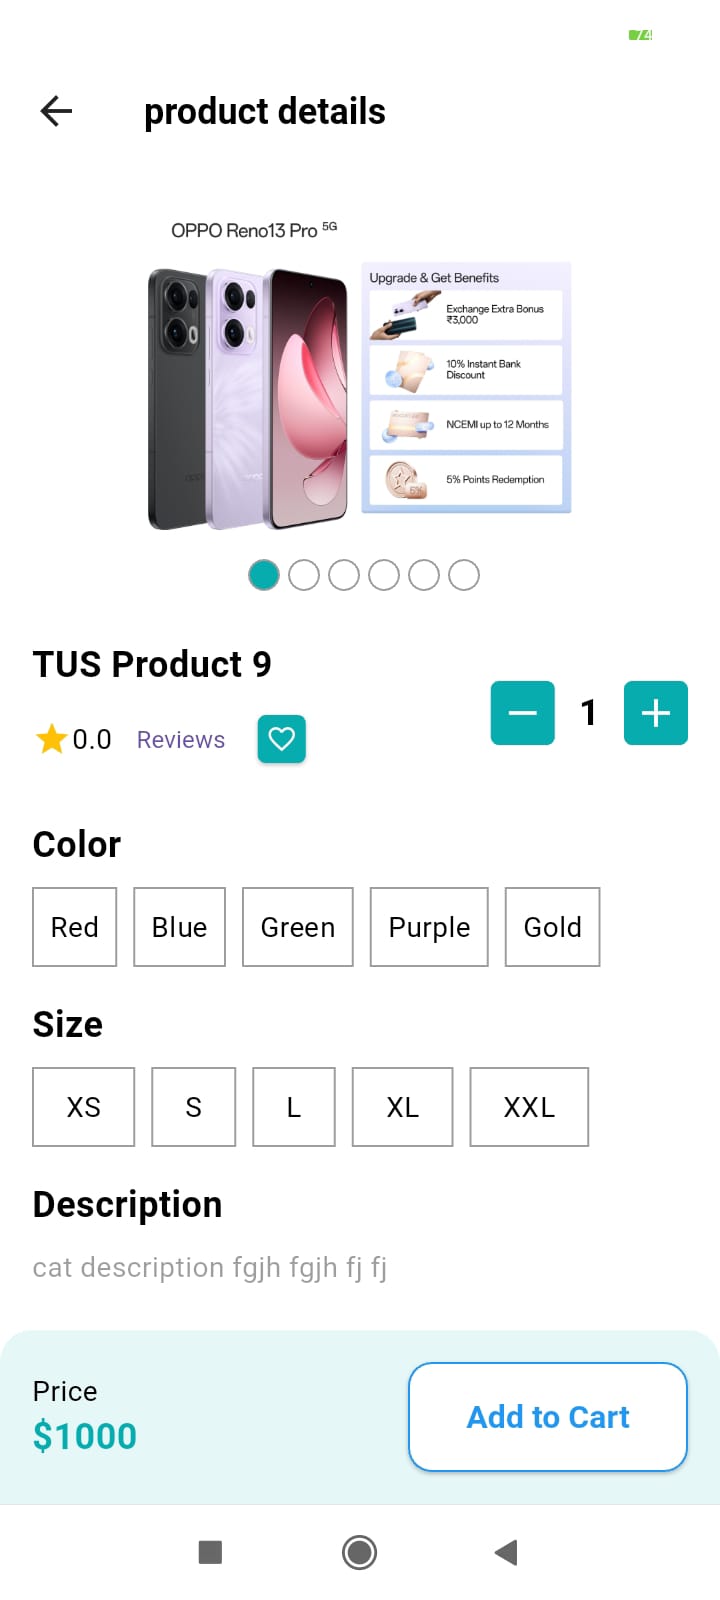 74
product details
OPPO Reno13 Pro 5G
Upgrade & Get Benefits
Exchange Extra Bonus
₹3,000
10% Instant Bank
Discount
NCEMI up to 12 Months
5% Points Redemption
TUS Product 9
0.0 Reviews
1
Color
Red Blue Green Purple Gold
Size
XS S L XL XXL
Description
cat description fgjh fgjh fj fj
Price
$1000
Add to Cart